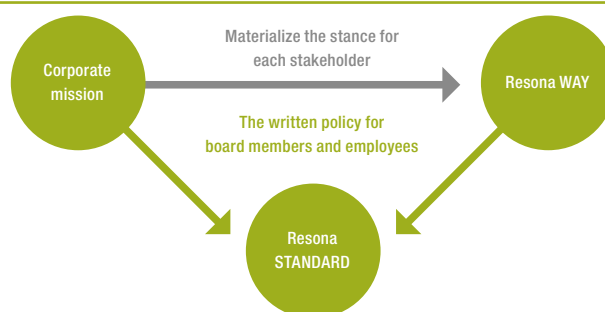 Materialize the stance for
each stakeholder
Corporate
mission
Resona WAY
The written policy for
board members and employees
Resona
STANDARD